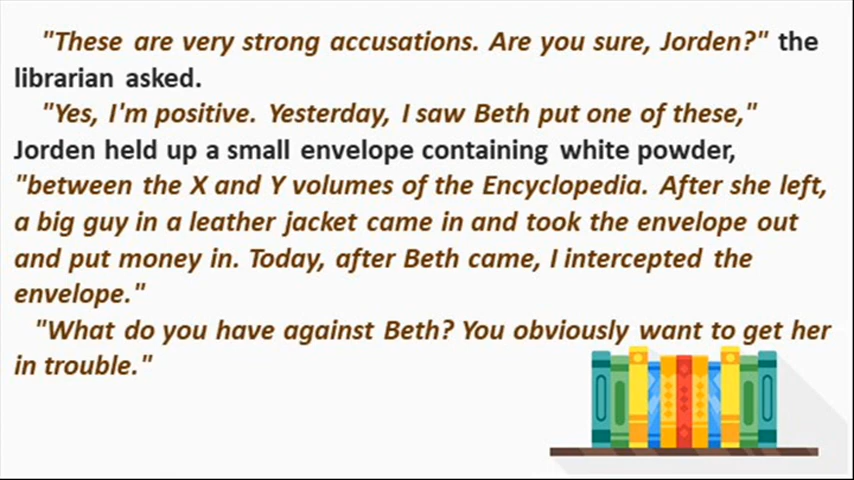 "These are very strong accusations. Are you sure, Jorden?" the
librarian asked.
"Yes, I'm positive. Yesterday, I saw Beth put one of these,"
Jorden held up a small envelope containing white powder,
"between the X and Y volumes of the Encyclopedia. After she left,
a big guy in a leather jacket came in and took the envelope out
and put money in. Today, after Beth came, I intercepted the
envelope."
"What do you have against Beth? You obviously want to get her
in trouble."